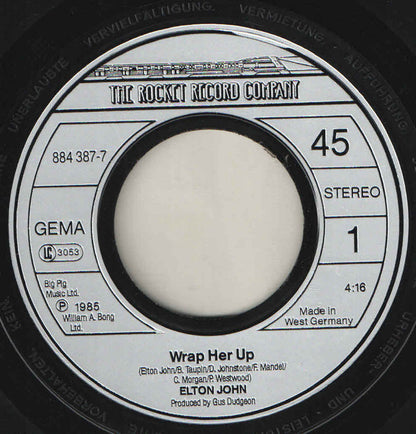 VERVIELFÄLTIGUNG, VERMIETUNG
THE ROCKET RECORD COMPANY
884 387-7
45
STEREO
GEMA
1
LC 3053
Big Pig
Music Ltd.
4:16
℗ 1985
William A. Bong
Ltd.
Made in
West Germany
Wrap Her Up
(Elton John/B. Taupin/D. Johnstone/F. Mandel/
C. Morgan/P. Westwood)
ELTON JOHN
Produced by Gus Dudgeon